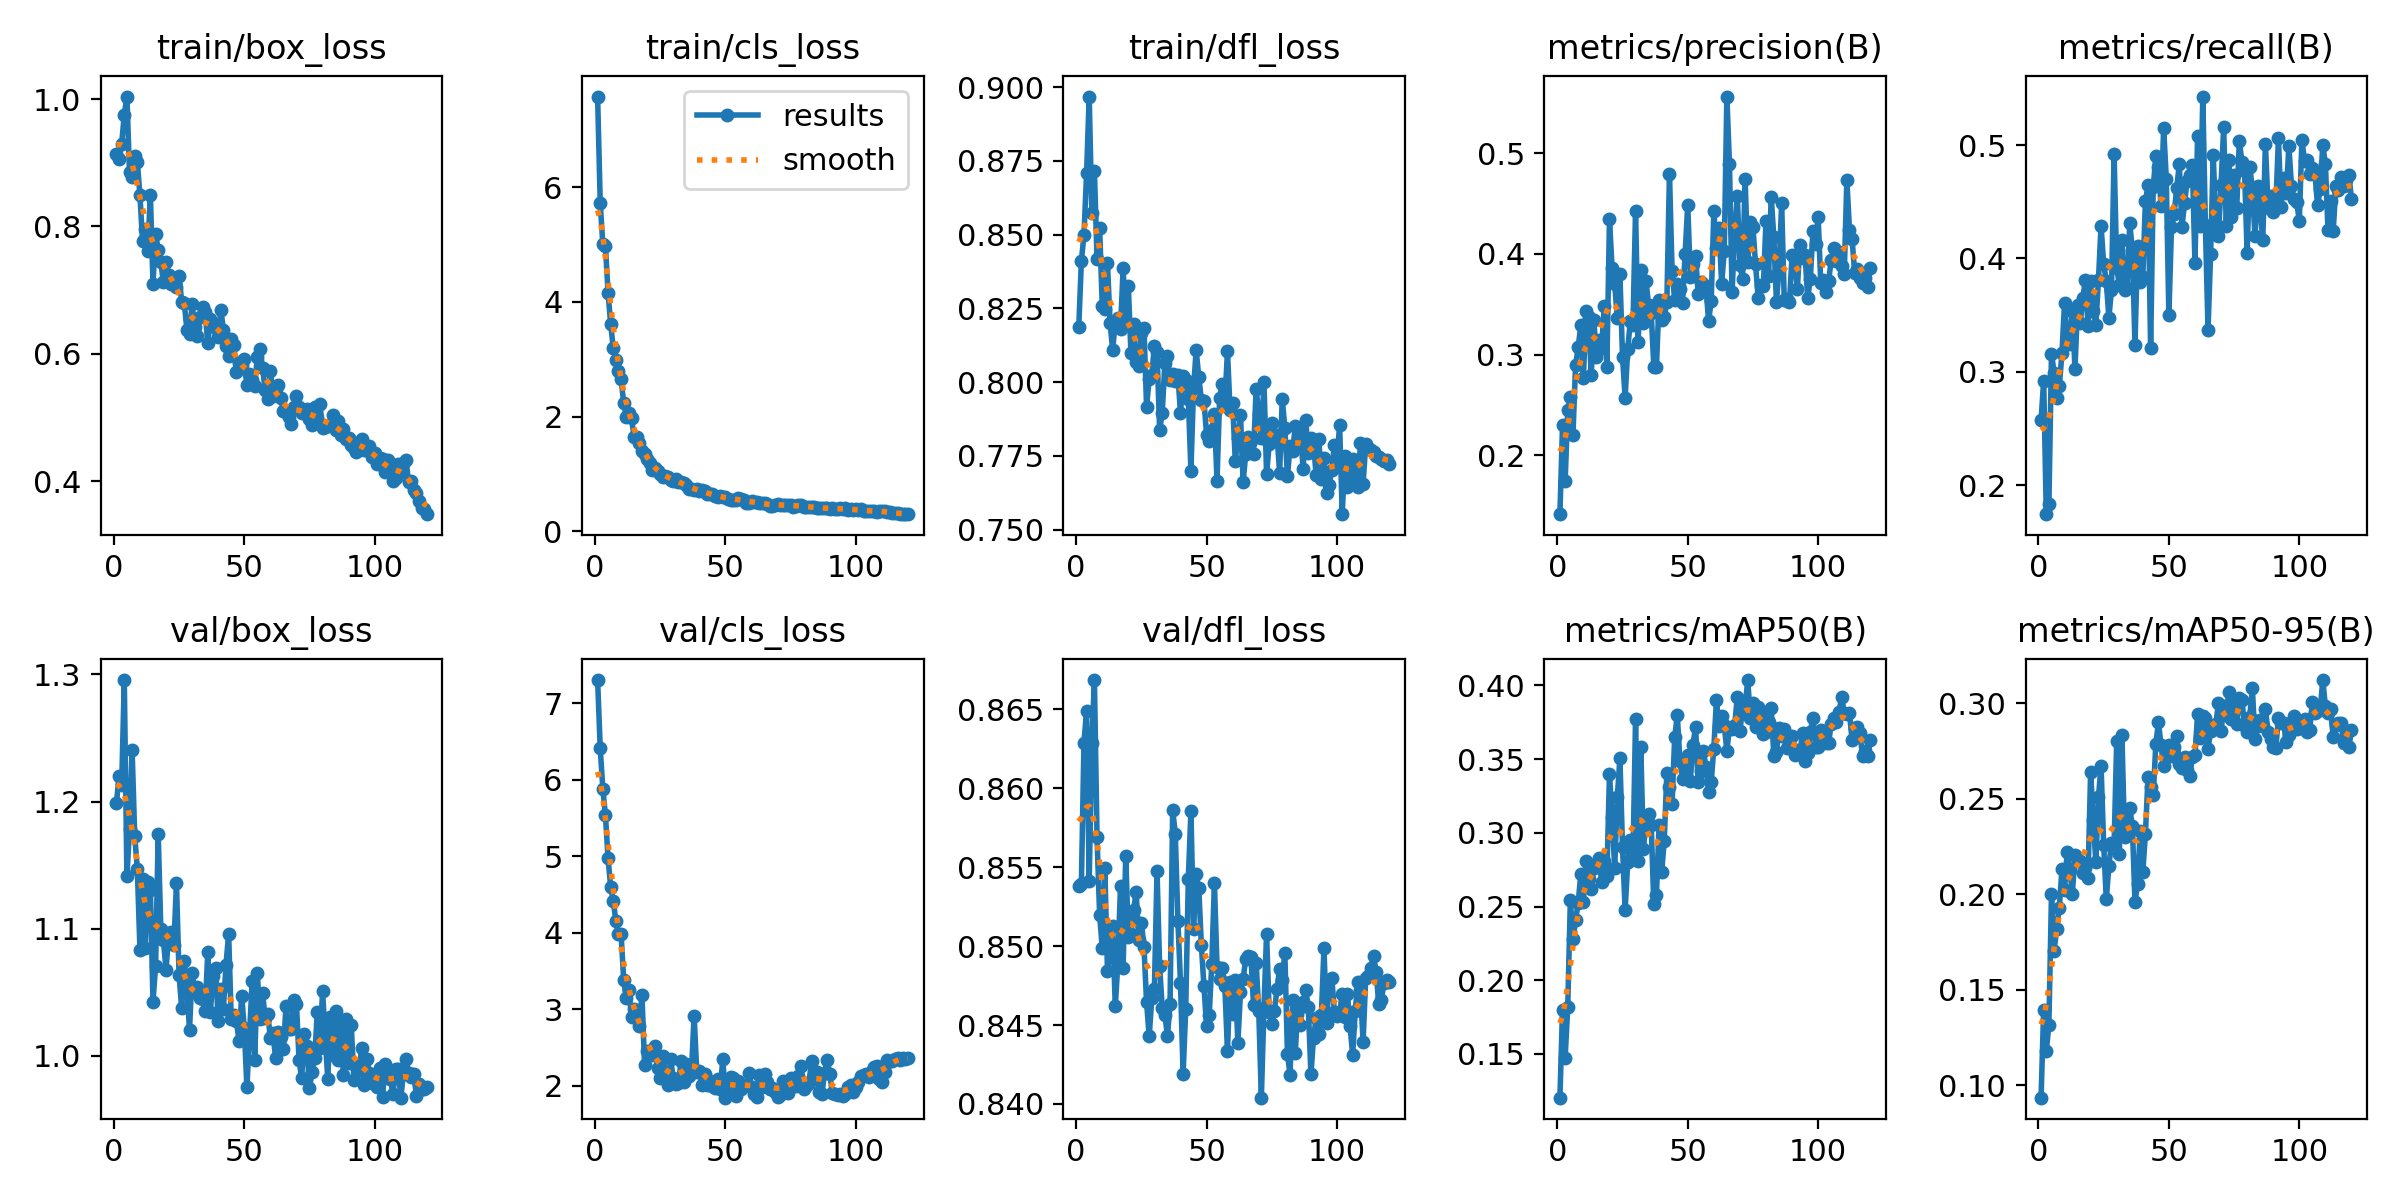 train/box_loss
1.0
0.8
0.6
0.4
0 50 100
train/cls_loss
results
smooth
6
4
2
0
0 50 100
train/dfl_loss
0.900
0.875
0.850
0.825
0.800
0.775
0.750
0 50 100
metrics/precision(B)
0.5
0.4
0.3
0.2
0 50 100
metrics/recall(B)
0.5
0.4
0.3
0.2
0 50 100
val/box_loss
1.3
1.2
1.1
1.0
0 50 100
val/cls_loss
7
6
5
4
3
2
0 50 100
val/dfl_loss
0.865
0.860
0.855
0.850
0.845
0.840
0 50 100
metrics/mAP50(B)
0.40
0.35
0.30
0.25
0.20
0.15
0 50 100
metrics/mAP50-95(B)
0.30
0.25
0.20
0.15
0.10
0 50 100